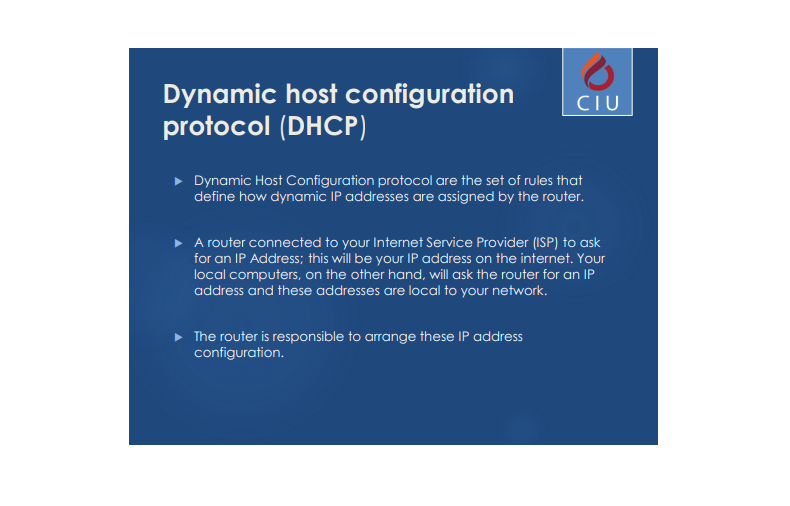 Dynamic host configuration
protocol (DHCP)
CIU
Dynamic Host Configuration protocol are the set of rules that
define how dynamic IP addresses are assigned by the router.
A router connected to your Internet Service Provider (ISP) to ask
for an IP Address; this will be your IP address on the internet. Your
local computers, on the other hand, will ask the router for an IP
address and these addresses are local to your network.
The router is responsible to arrange these IP address
configuration.